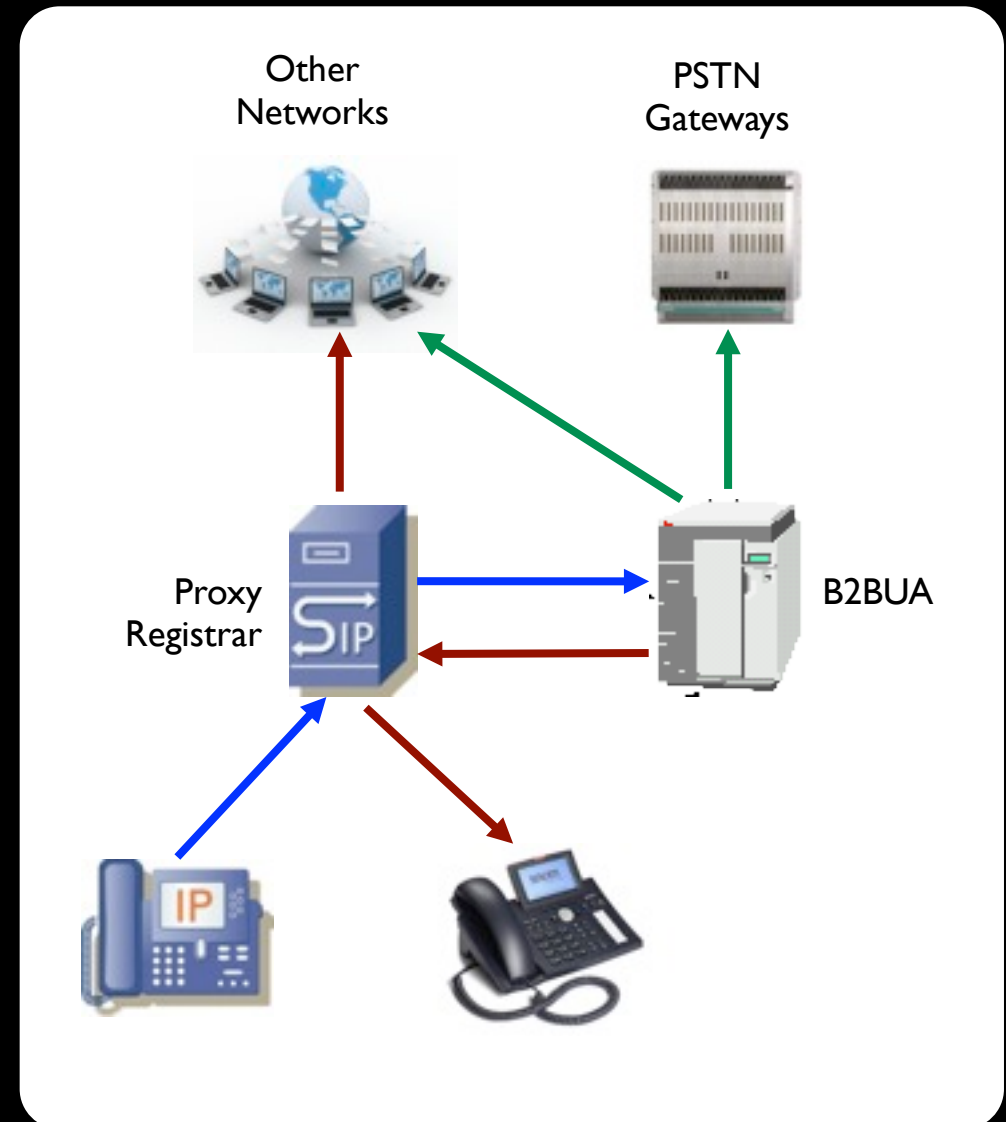 Other
Networks
PSTN
Gateways
Proxy
Registrar
SIP
B2BUA
IP